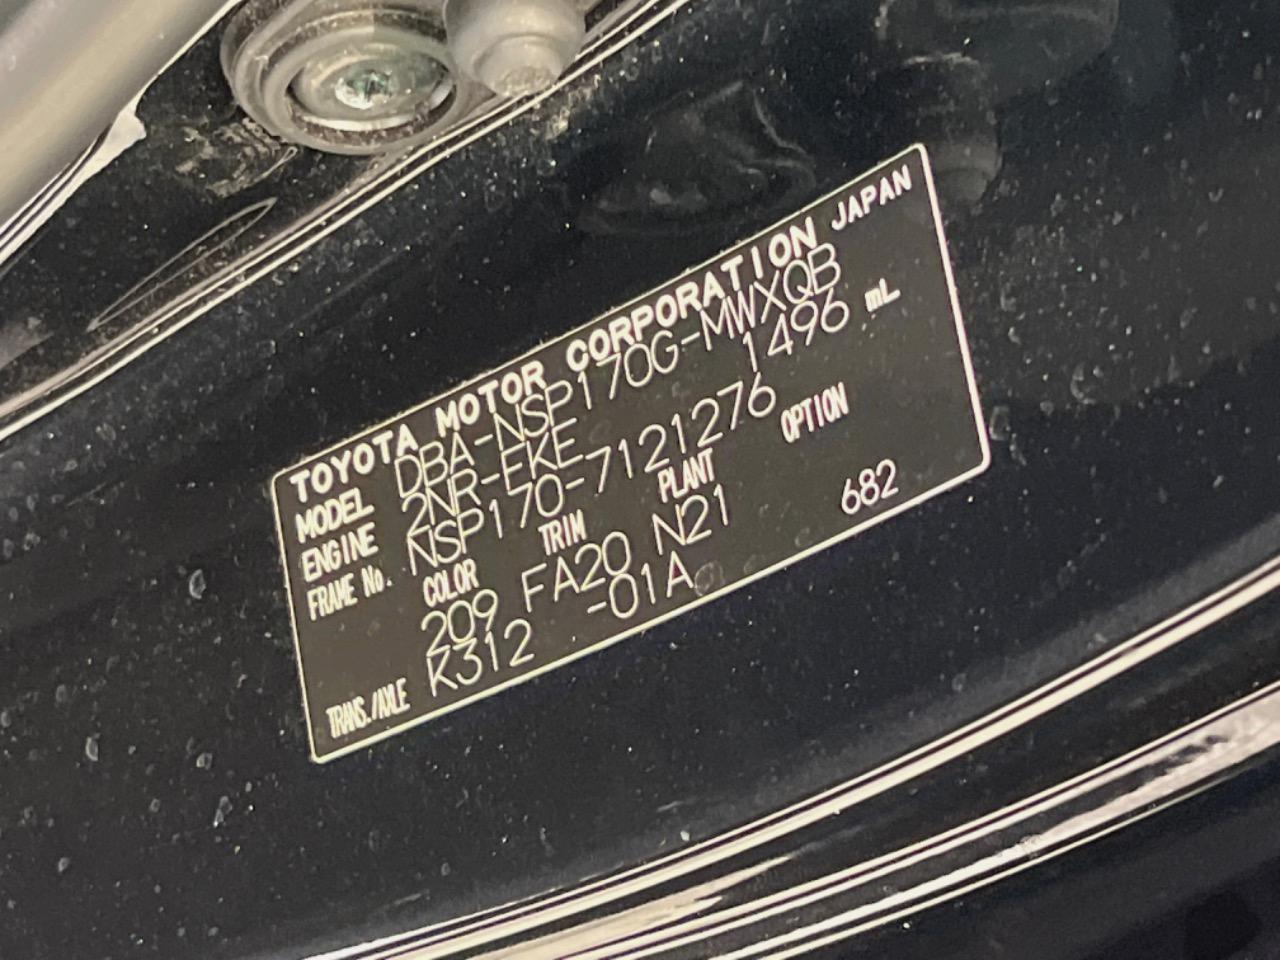 TOYOTA MOTOR CORPORATION JAPAN
MODEL DBA-NSP170G-MWXQB
ENGINE 2NR-FKE 1496 mL
FRAME No. NSP170-7121276
COLOR TRIM PLANT OPTION
209 FA20 N21 682
TRANS./AXLE K312 -01A